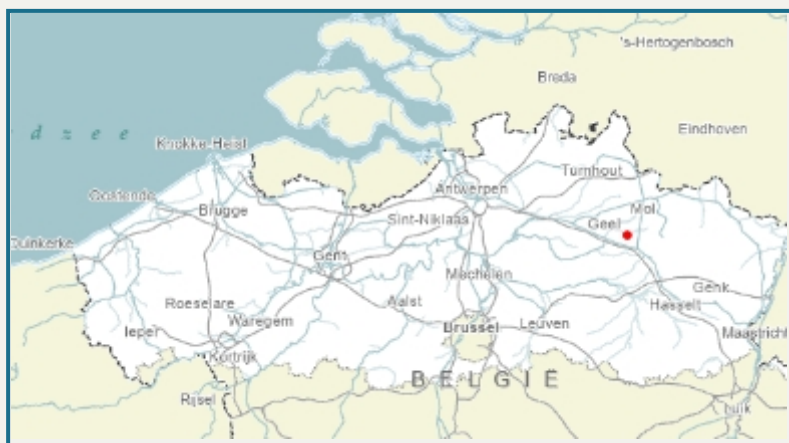 's-Hertogenbosch
Breda
Eindhoven
d z e e
Knokke-Heist
Turnhout
Antwerpen
Oostende
Brugge
Mol
Sint-Niklaas
Geel
Duinkerke
Gent
Mechelen
Genk
Roeselare
Aalst
Hasselt
Waregem
Brussel
Leuven
Ieper
Maastricht
Kortrijk
BELGIË
Rijsel
Luik